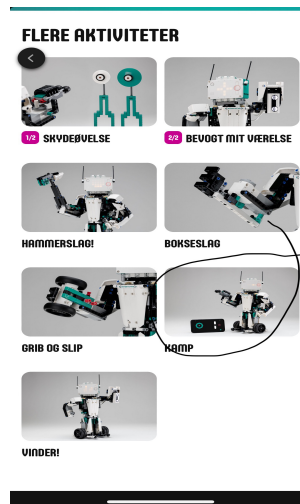 FLERE AKTIVITETER
1/2 SKYDEØVELSE
2/2 BEVOGT MIT VÆRELSE
HAMMERSLAG!
BOKSESLAG
GRIB OG SLIP
KAMP
VINDER!